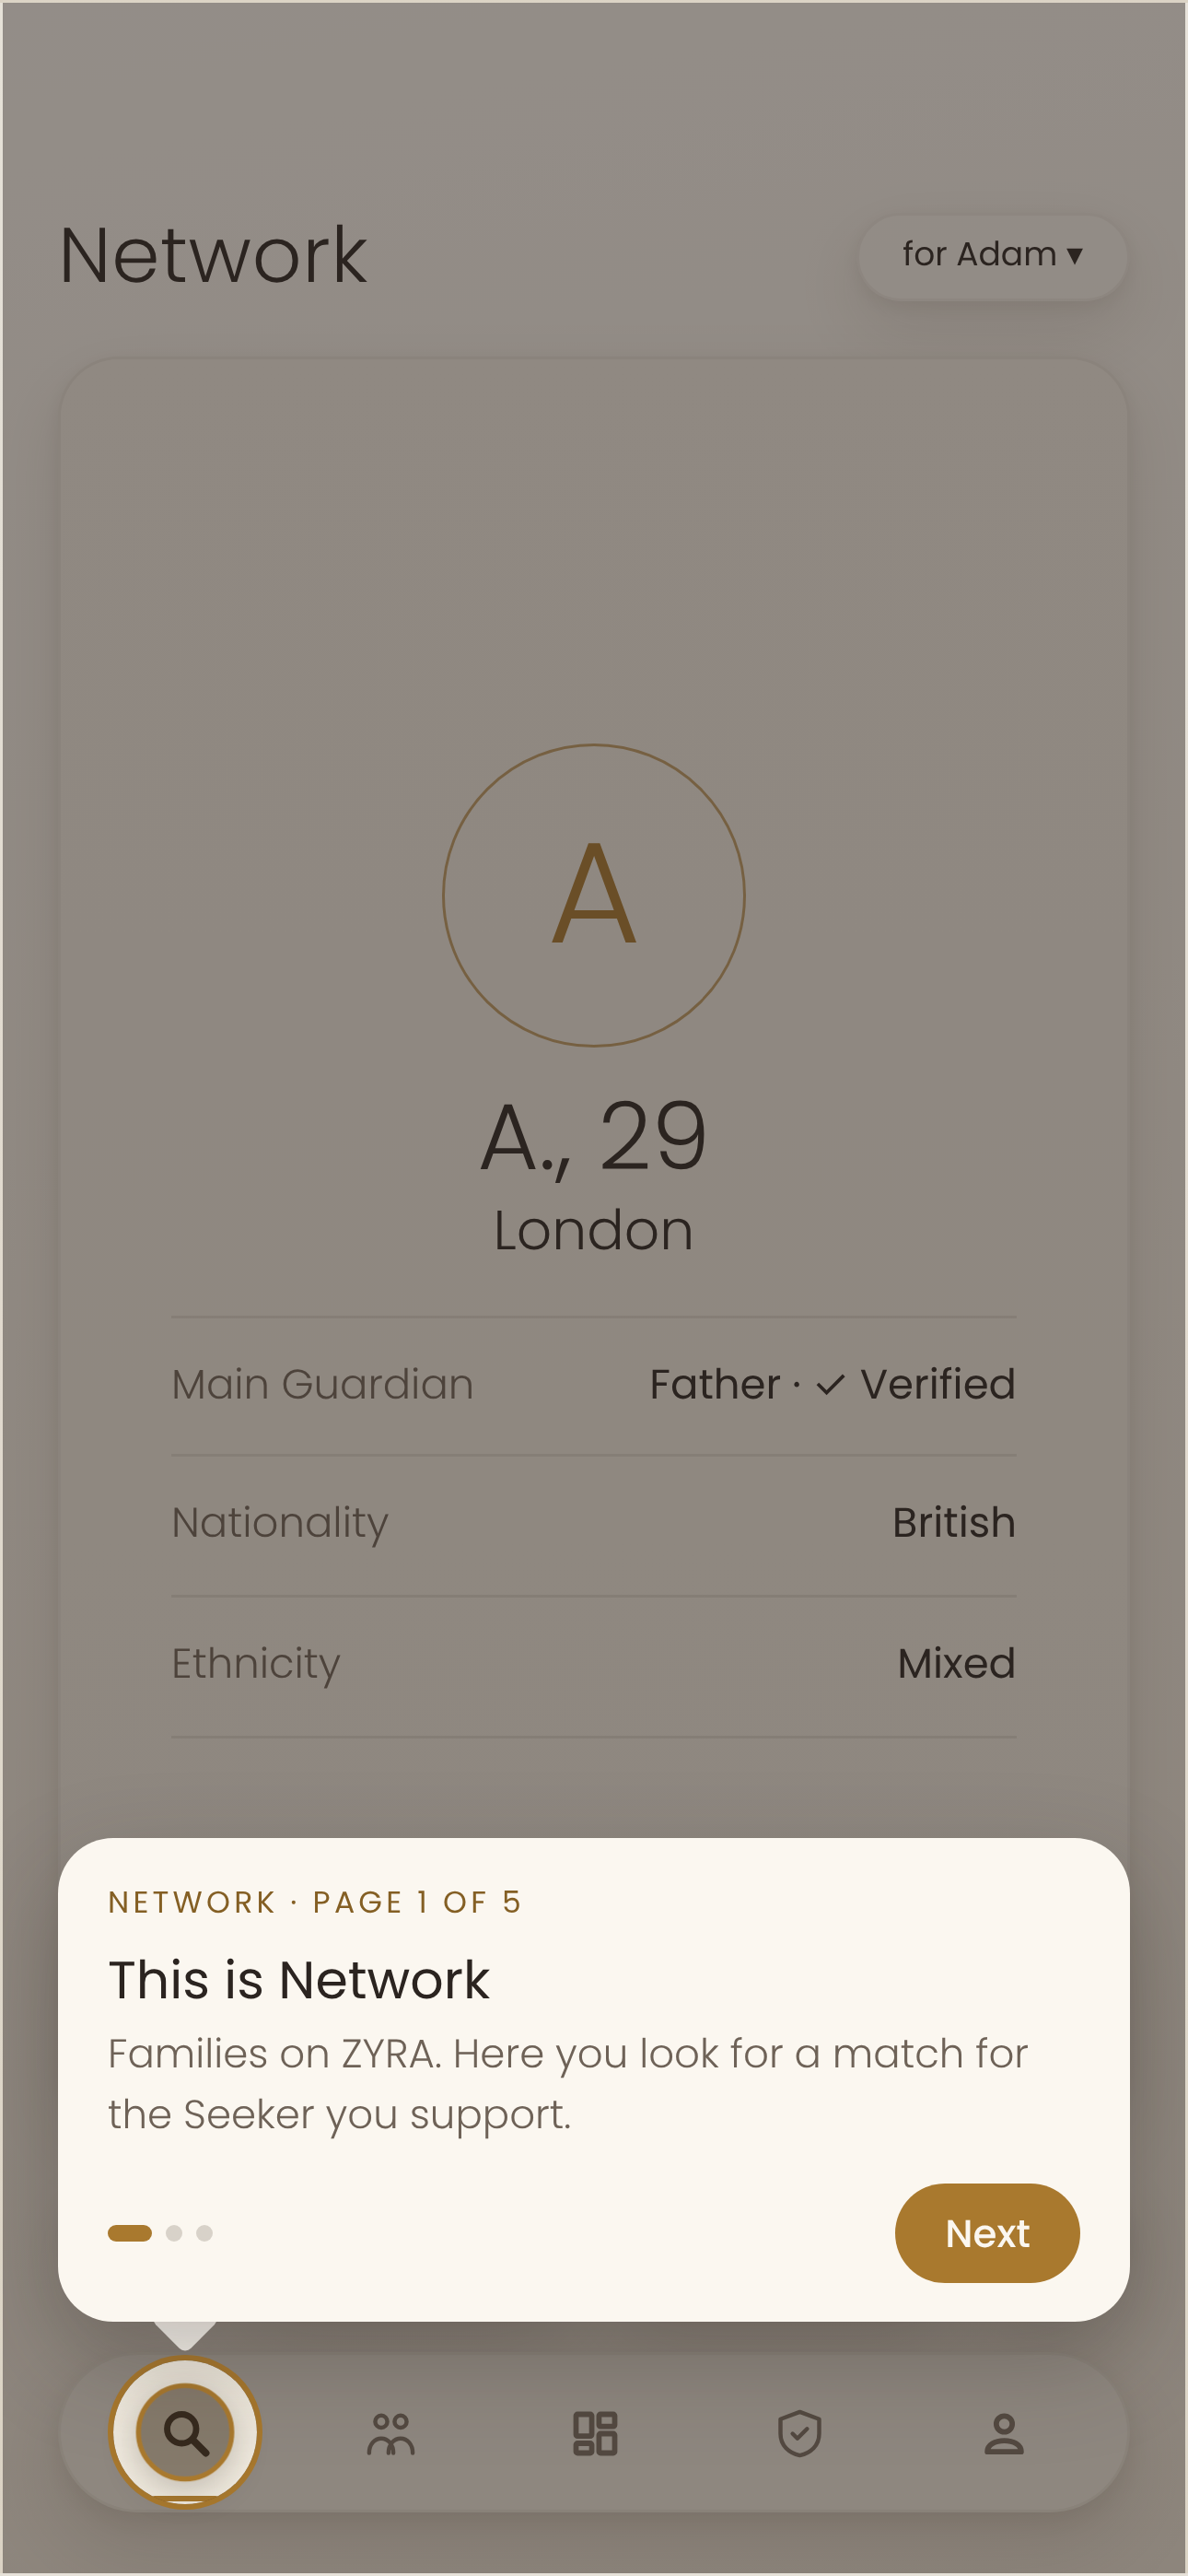 Network
for Adam ▾
A
A., 29
London
Main Guardian Father · ✓ Verified
Nationality British
Ethnicity Mixed
NETWORK · PAGE 1 OF 5
This is Network
Families on ZYRA. Here you look for a match for
the Seeker you support.
Next